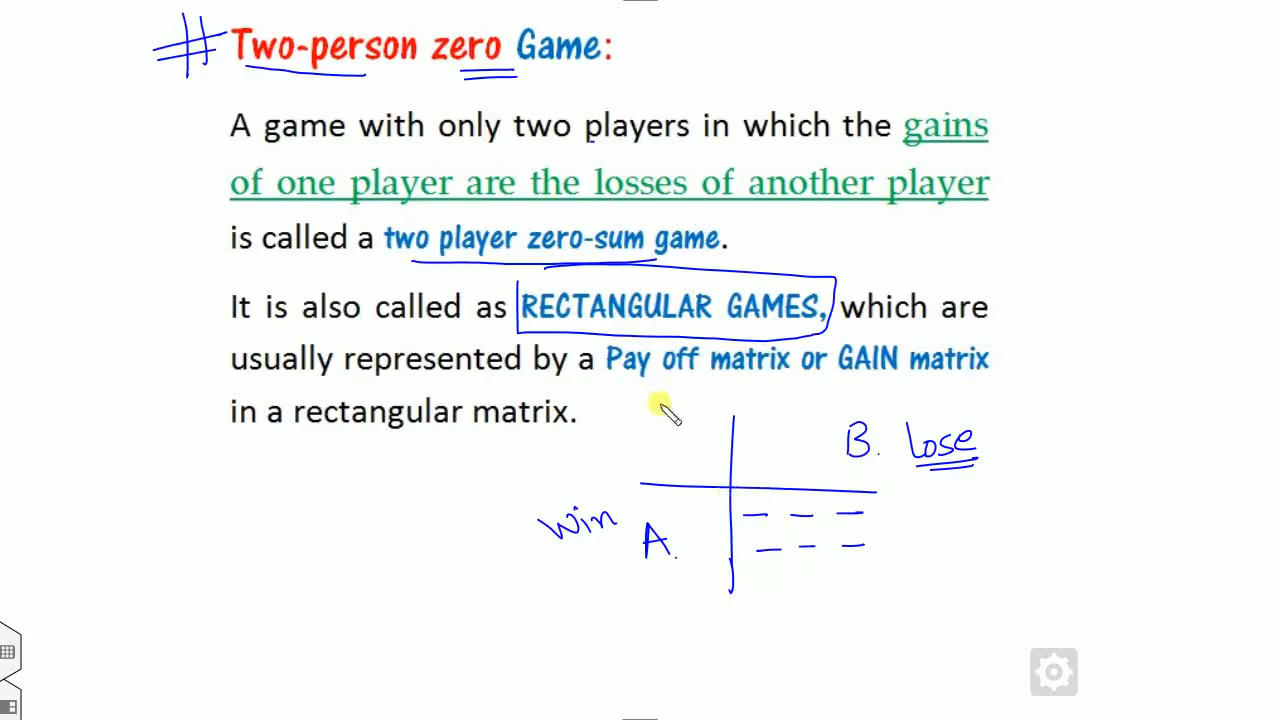 # Two-person zero Game:
A game with only two players in which the gains
of one player are the losses of another player
is called a two player zero-sum game.
It is also called as RECTANGULAR GAMES, which are
usually represented by a Pay off matrix or GAIN matrix
in a rectangular matrix.
B. lose
Win A.